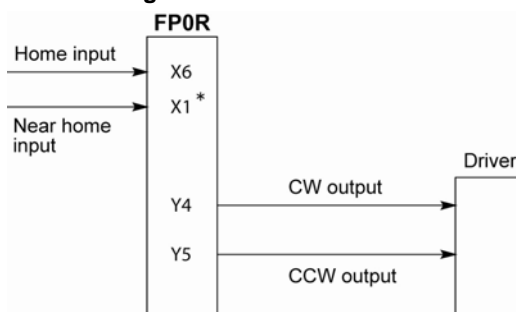 FP0R
Home input
X6
X1 *
Near home
input
Driver
Y4
CW output
Y5
CCW output